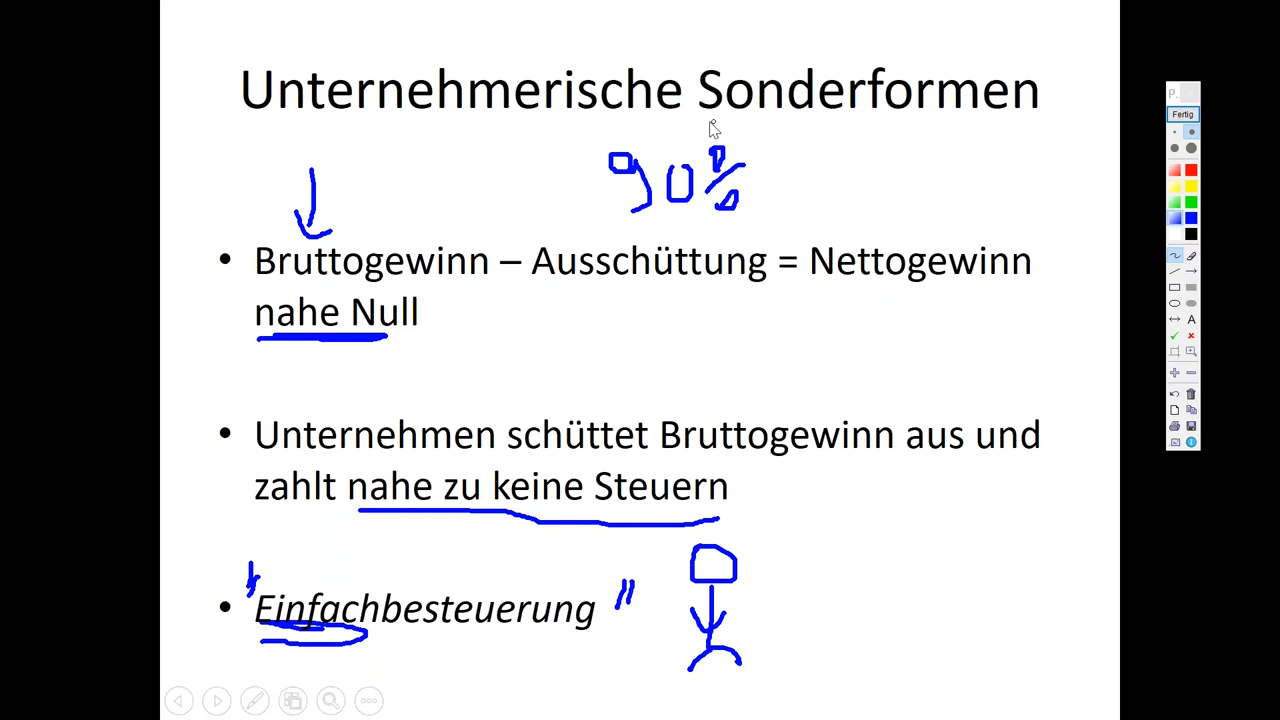 Unternehmerische Sonderformen
90%
• Bruttogewinn – Ausschüttung = Nettogewinn
nahe Null
• Unternehmen schüttet Bruttogewinn aus und
zahlt nahe zu keine Steuern
• Einfachbesteuerung "
P...
Fertig
A